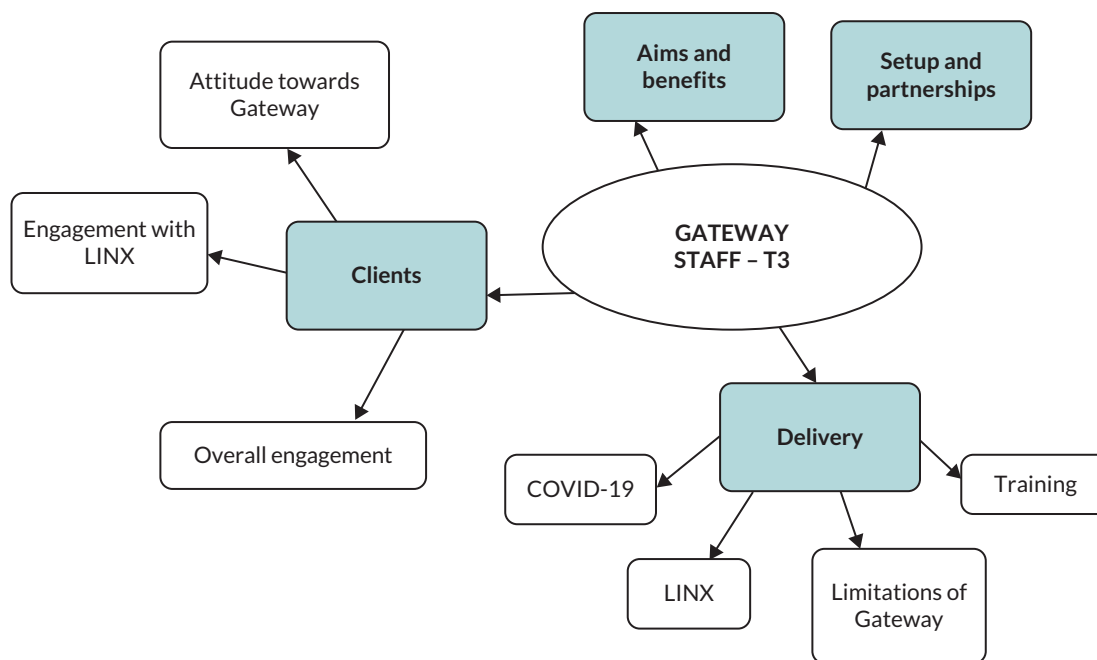 Aims and
benefits
Setup and
partnerships
Attitude towards
Gateway
Engagement with
LINX
Clients
GATEWAY
STAFF – T3
Overall engagement
Delivery
COVID-19
Training
LINX
Limitations of
Gateway